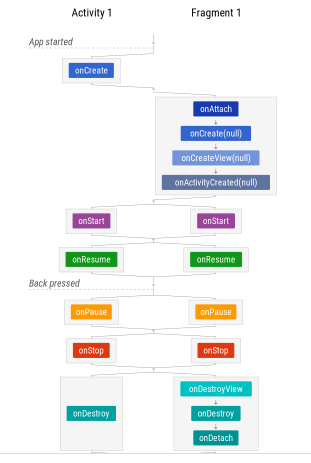 Activity 1 Fragment 1
App started
onCreate
onAttach
onCreate(null)
onCreateView(null)
onActivityCreated(null)
onStart onStart
onResume onResume
Back pressed
onPause onPause
onStop onStop
onDestroyView
onDestroy onDestroy
onDetach